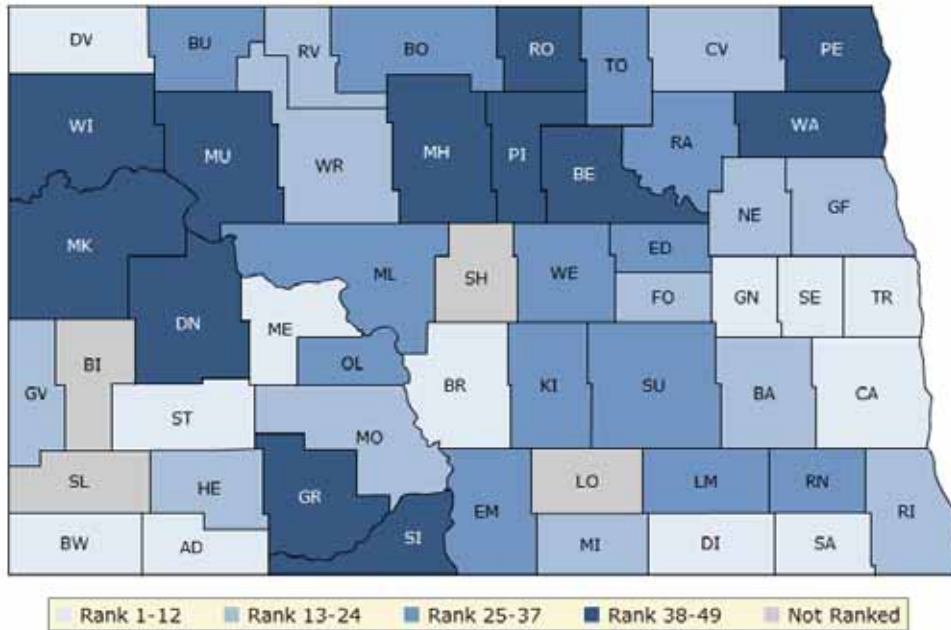 DV BU RV BO RO TO CV PE
WI MU WR MH PI BE RA WA
MK NE GF
ML SH WE ED
DN ME FO GN SE TR
GV BI OL BR KI SU BA CA
ST MO
SL HE GR EM LO LM RN RI
BW AD SI MI DI SA
Rank 1-12 Rank 13-24 Rank 25-37 Rank 38-49 Not Ranked